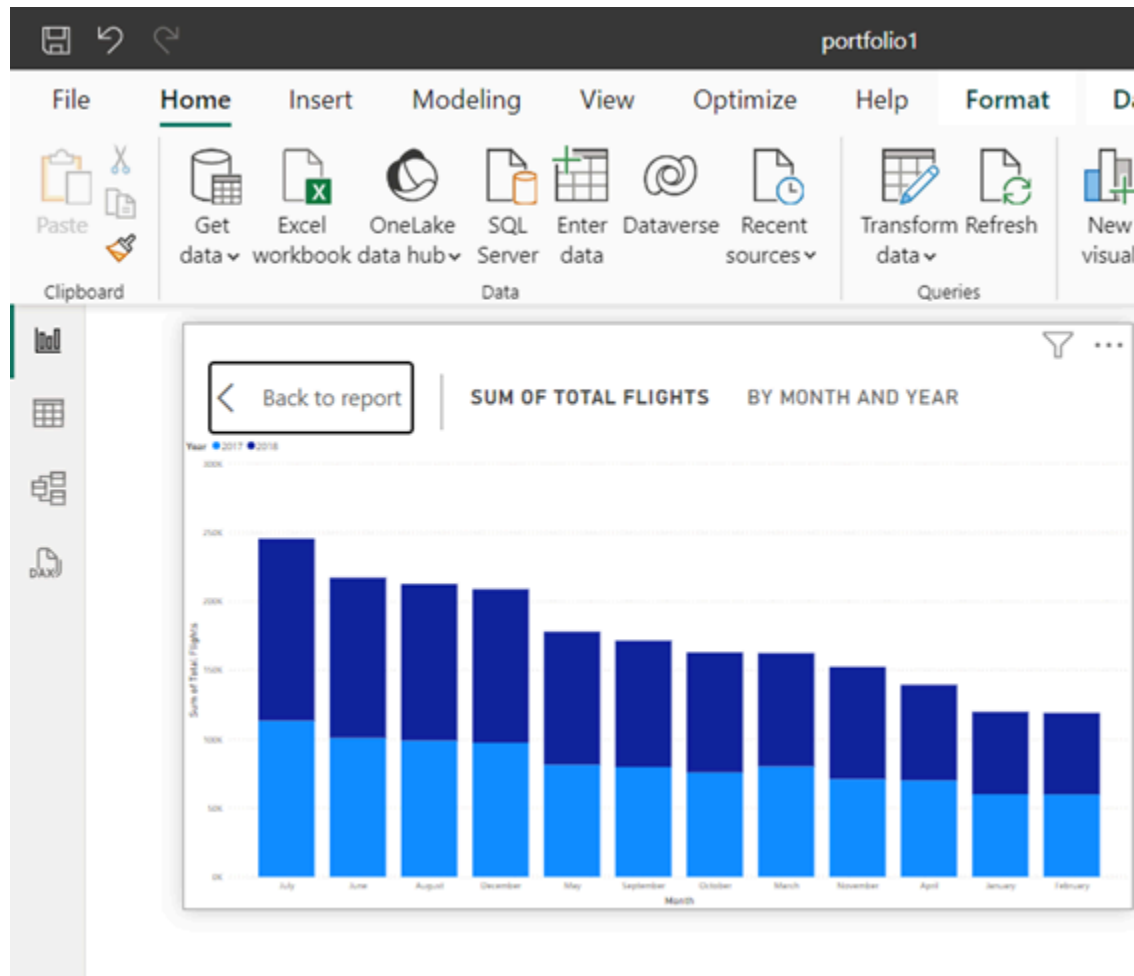 portfolio1
File Home Insert Modeling View Optimize Help Format Da
Paste
Get data
Excel workbook
OneLake data hub
SQL Server
Enter data
Dataverse
Recent sources
Transform data
Refresh
New visual
Clipboard Data Queries
DAX
Back to report SUM OF TOTAL FLIGHTS BY MONTH AND YEAR
Year 2017 2018
300K
250K
200K
150K
100K
50K
0K
Sum of Total Flights
July June August December May September October March November April January February
Month